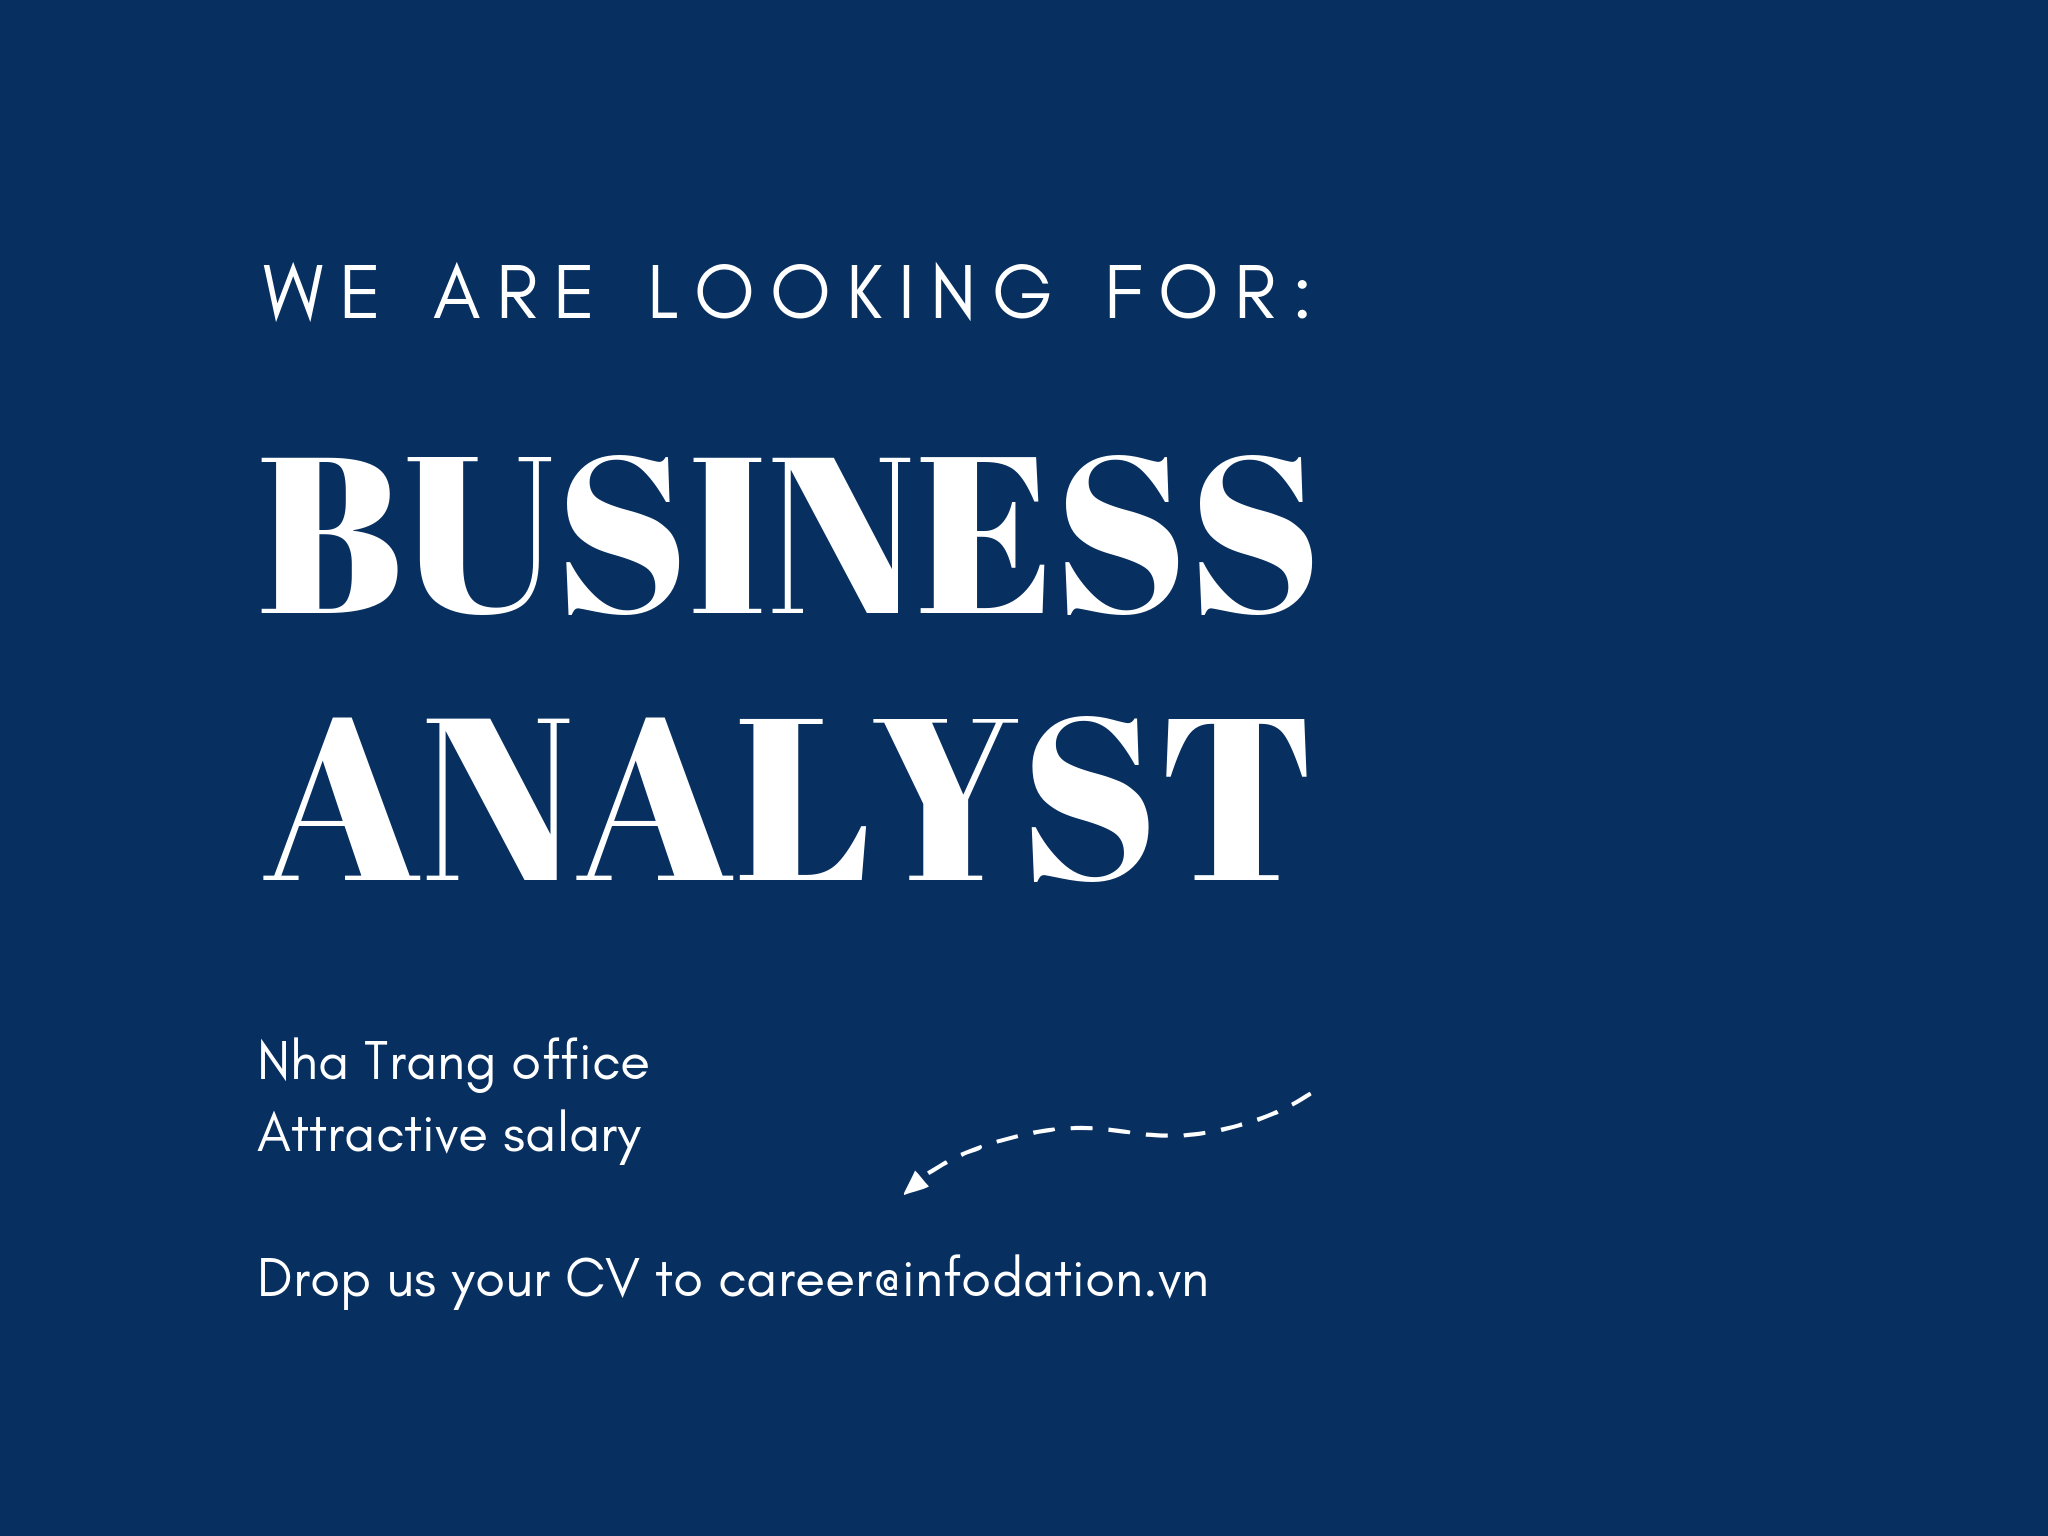 WE ARE LOOKING FOR:
BUSINESS
ANALYST
Nha Trang office
Attractive salary
Drop us your CV to career@infodation.vn